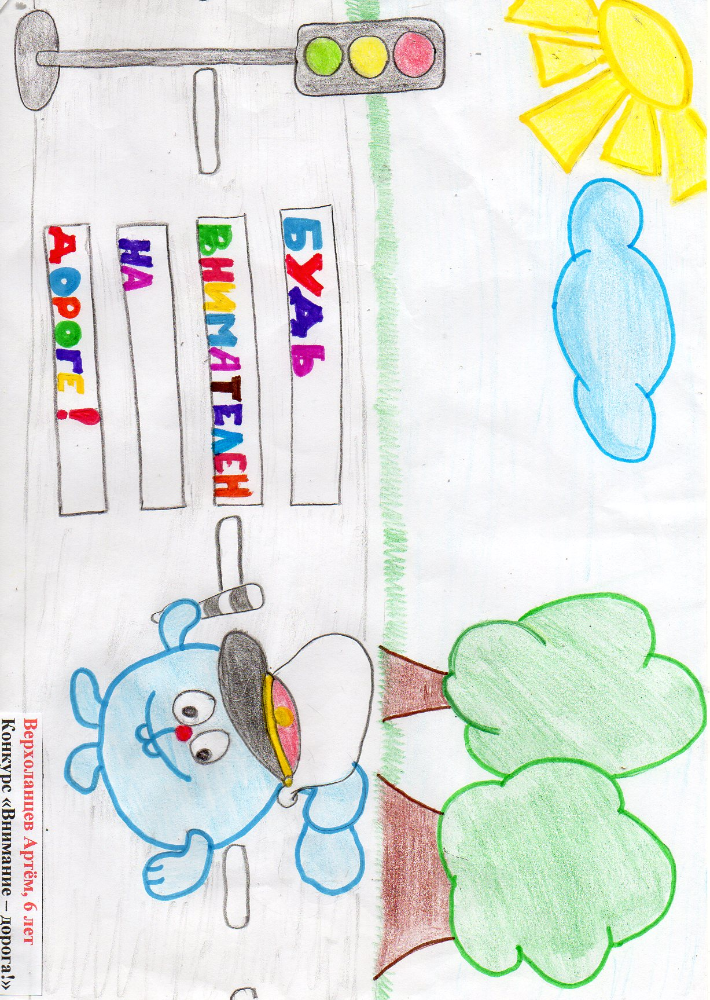 БУДЬ
ВНИМАТЕЛЕН
НА
ДОРОГЕ!
Верхоланцев Артём, 6 лет
Конкурс «Внимание – дорога!»